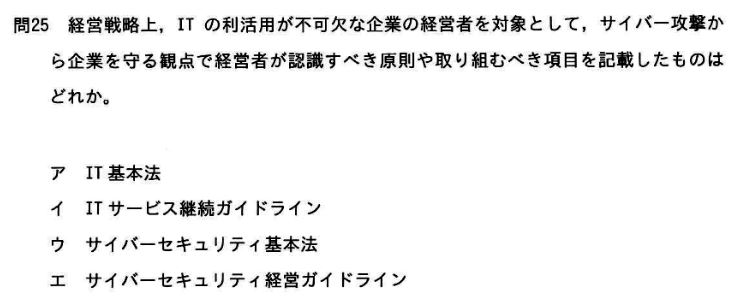 問25 経営戦略上，IT の利活用が不可欠な企業の経営者を対象として，サイバー攻撃か
ら企業を守る観点で経営者が認識すべき原則や取り組むべき項目を記載したものは
どれか。
ア IT 基本法
イ IT サービス継続ガイドライン
ウ サイバーセキュリティ基本法
エ サイバーセキュリティ経営ガイドライン